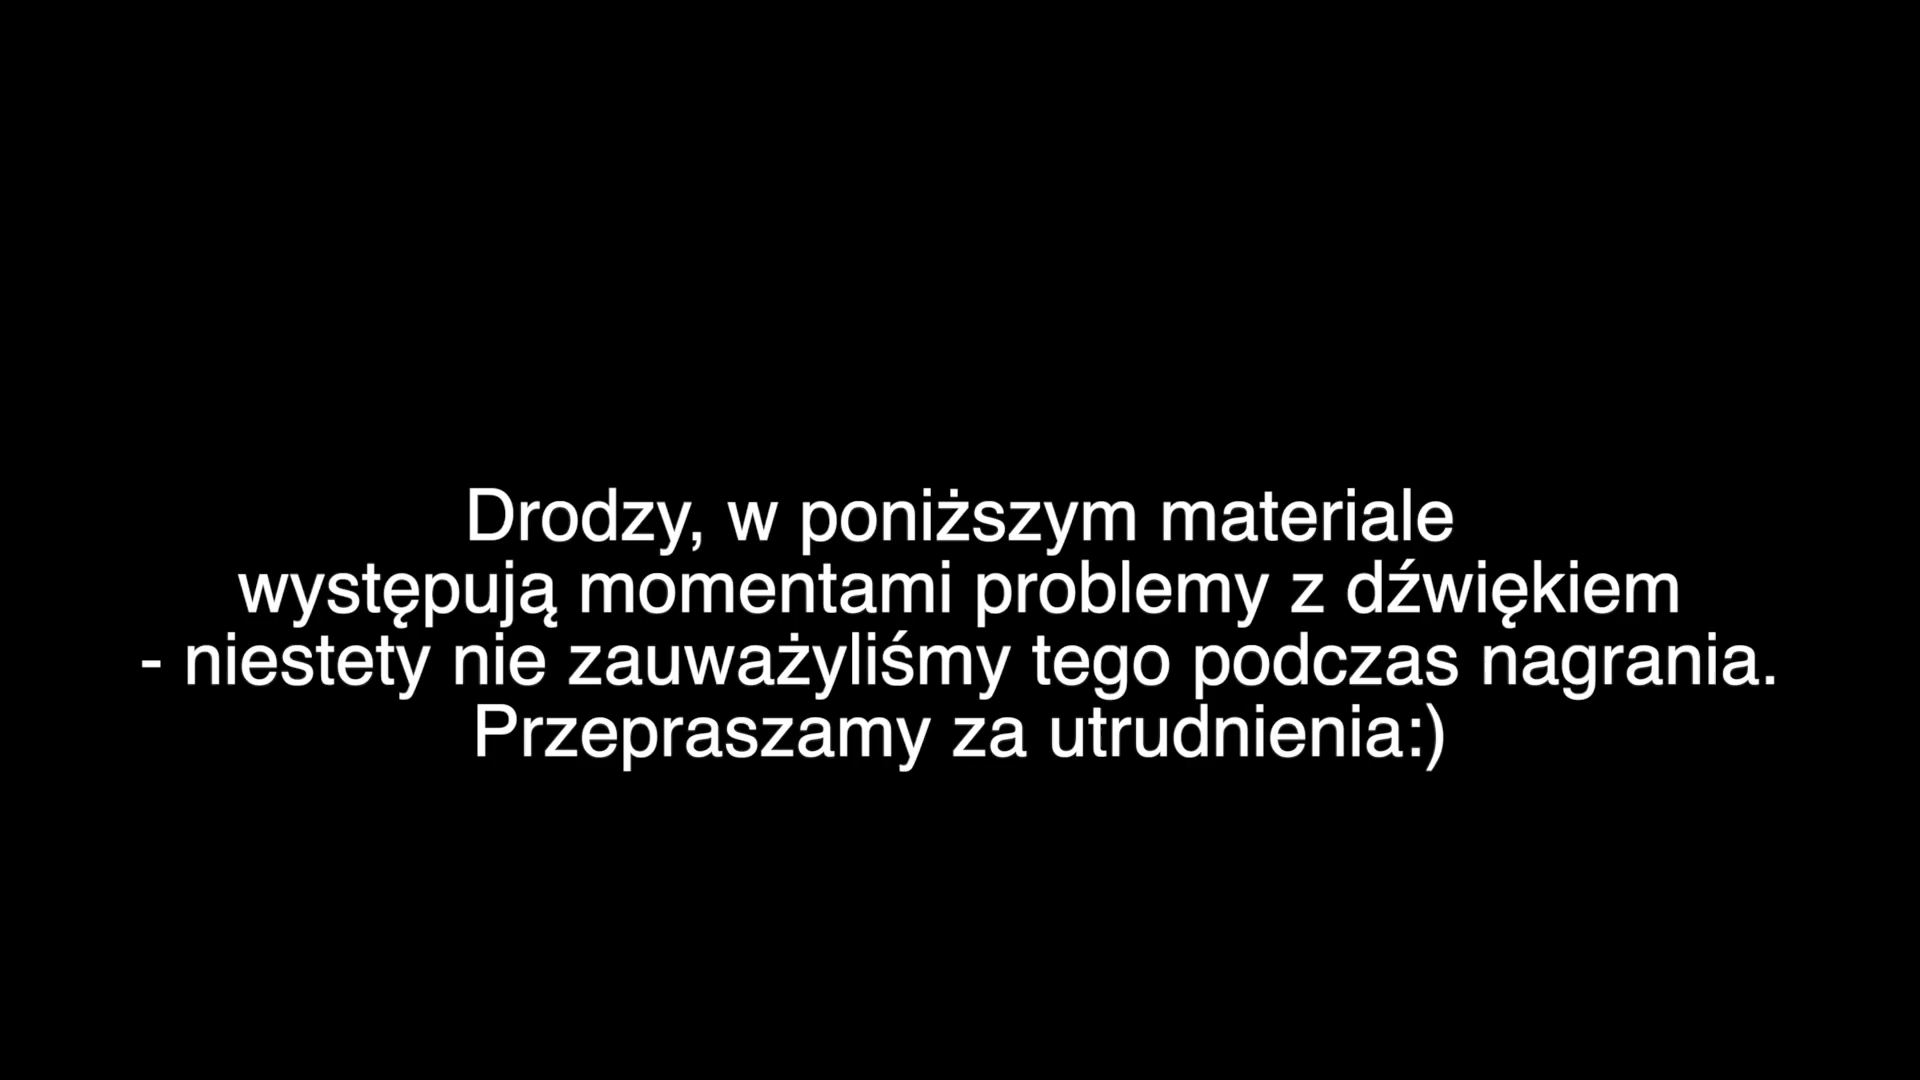 Drodzy, w poniższym materiale
występują momentami problemy z dźwiękiem
- niestety nie zauważyliśmy tego podczas nagrania.
Przepraszamy za utrudnienia:)